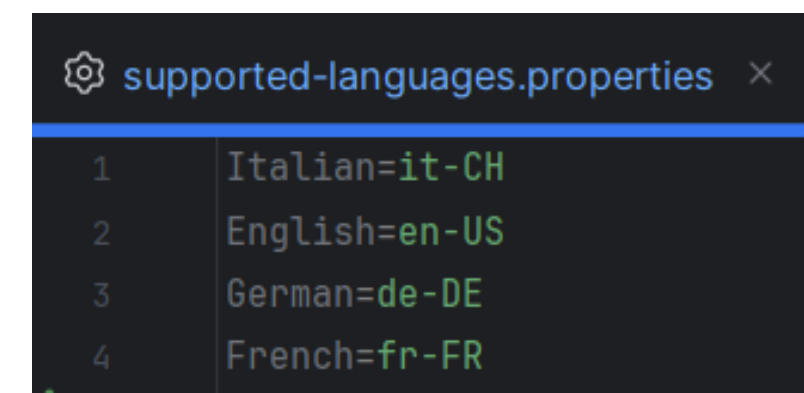 supported-languages.properties
1 Italian=it-CH
2 English=en-US
3 German=de-DE
4 French=fr-FR